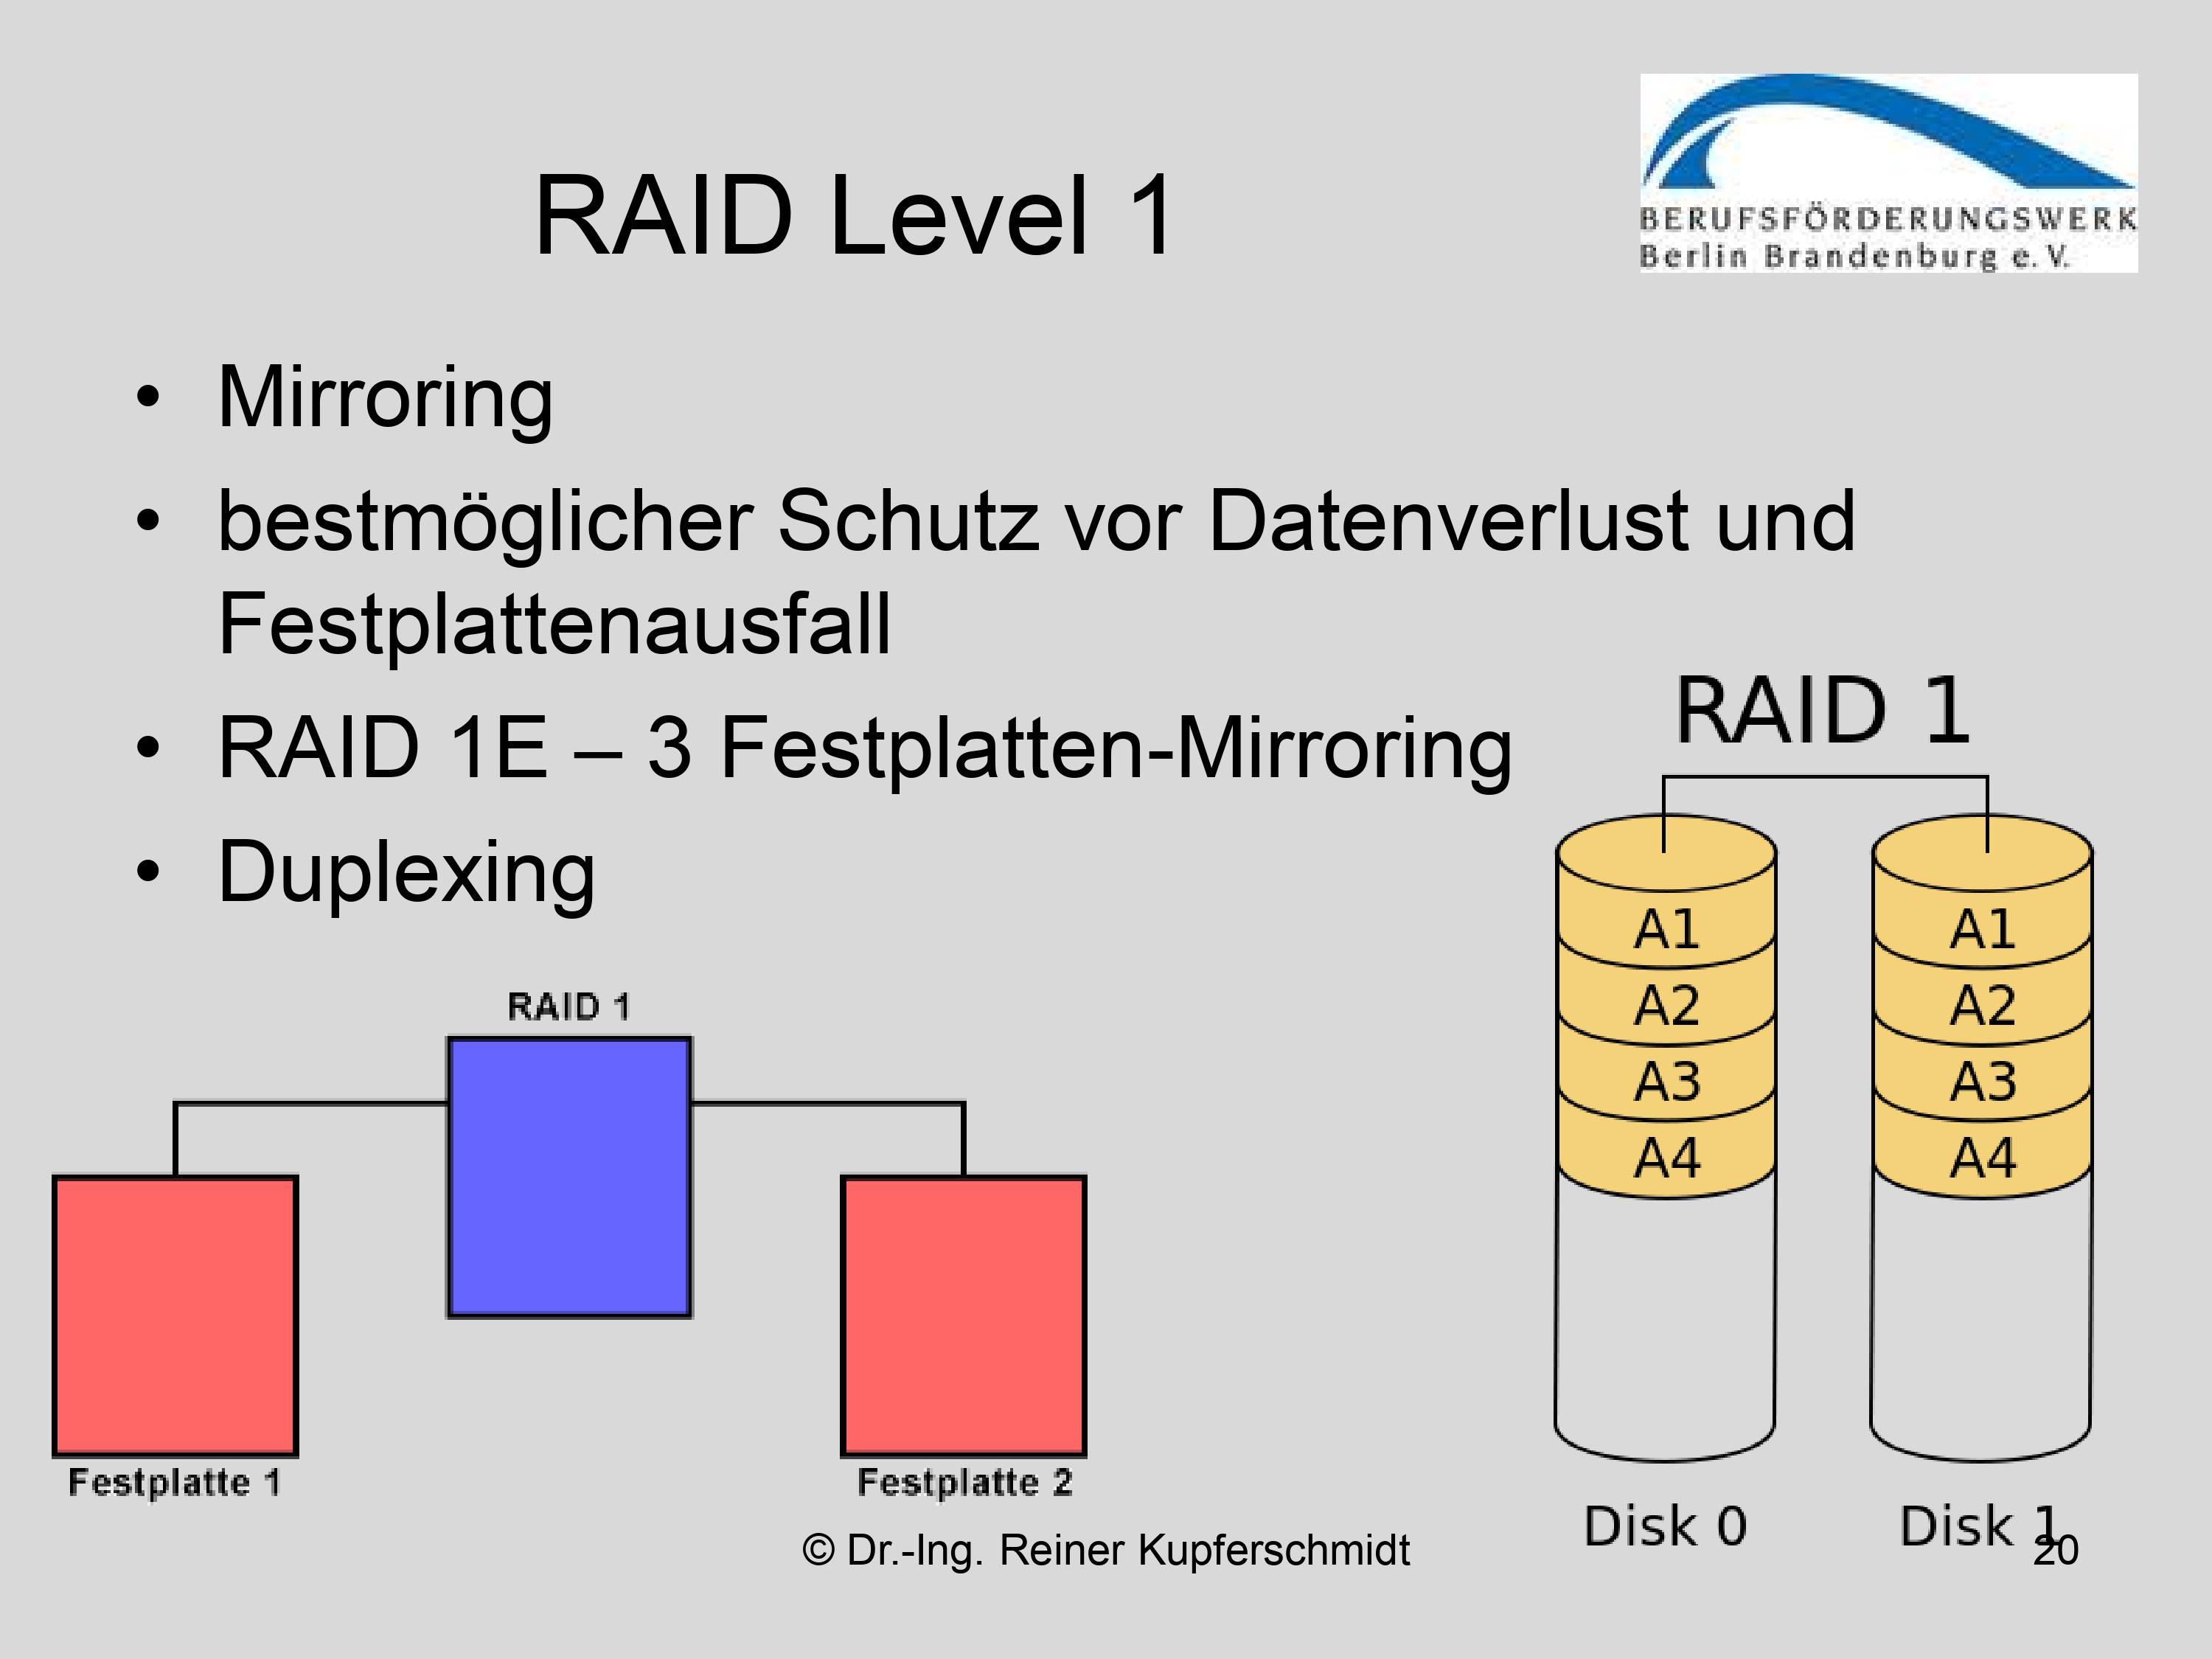 RAID Level 1
BERUFSFÖRDERUNGSWERK
Berlin Brandenburg e.V.
• Mirroring
• bestmöglicher Schutz vor Datenverlust und
Festplattenausfall
• RAID 1E – 3 Festplatten-Mirroring
• Duplexing
RAID 1
Festplatte 1
Festplatte 2
RAID 1
A1
A2
A3
A4
A1
A2
A3
A4
Disk 0
Disk 1
© Dr.-Ing. Reiner Kupferschmidt
20